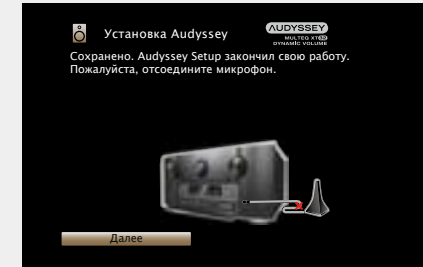 Установка Audyssey
AUDYSSEY
MULTEQ XT32
DYNAMIC VOLUME
Сохранено. Audyssey Setup закончил свою работу.
Пожалуйста, отсоедините микрофон.
Далее